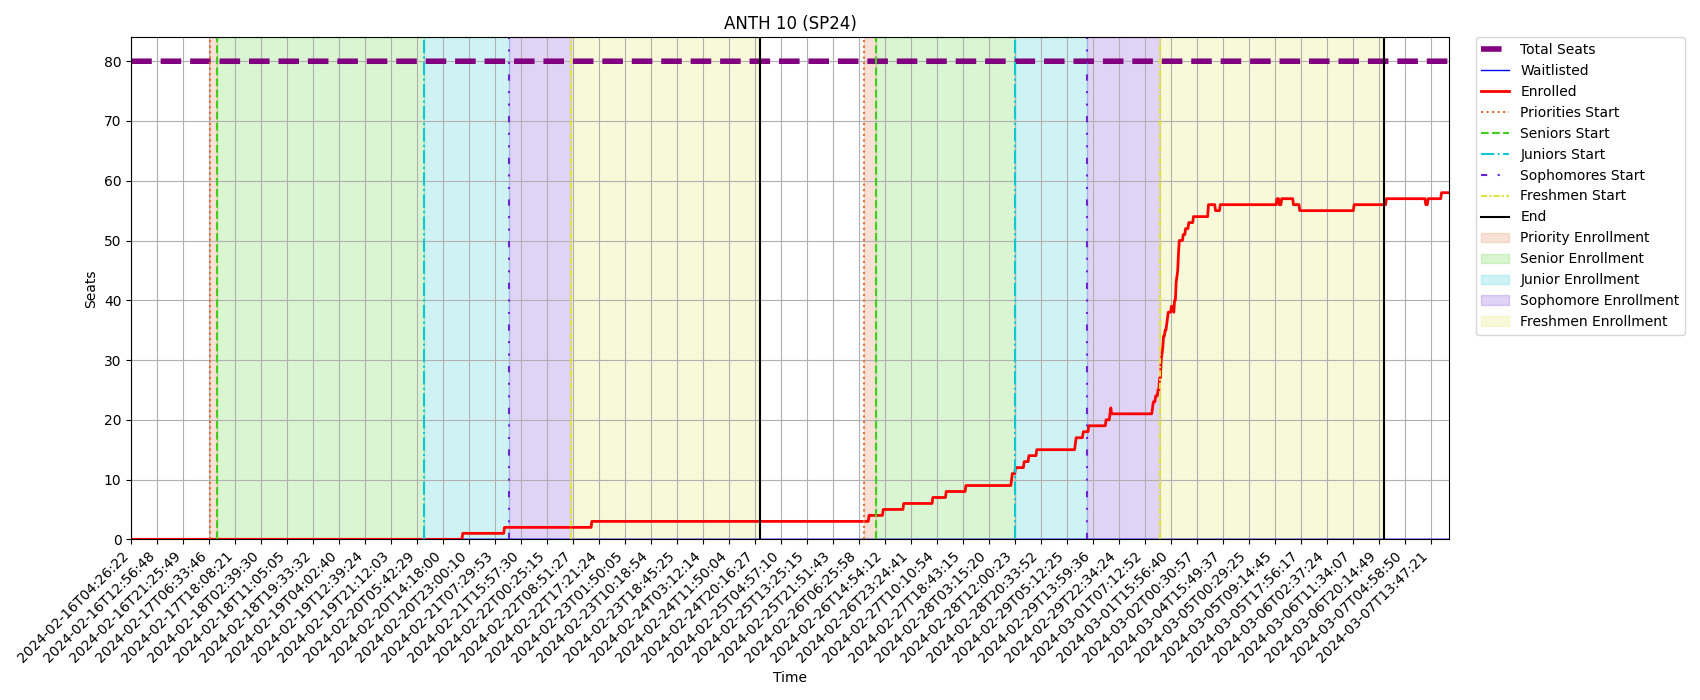 ANTH 10 (SP24)
Seats
80
70
60
50
40
30
20
10
0
2024-02-16T04:26:22
2024-02-16T12:56:48
2024-02-16T21:25:49
2024-02-17T06:33:46
2024-02-17T18:08:21
2024-02-18T02:39:30
2024-02-18T11:05:05
2024-02-18T19:33:32
2024-02-19T04:02:40
2024-02-19T12:39:24
2024-02-19T21:12:03
2024-02-20T05:42:29
2024-02-20T14:18:00
2024-02-20T23:00:10
2024-02-21T07:29:53
2024-02-21T15:57:30
2024-02-22T00:25:15
2024-02-22T08:51:27
2024-02-22T17:21:24
2024-02-23T01:50:05
2024-02-23T10:18:54
2024-02-23T18:45:25
2024-02-24T03:12:14
2024-02-24T11:50:04
2024-02-24T20:16:27
2024-02-25T04:57:10
2024-02-25T13:25:15
2024-02-25T21:51:43
2024-02-26T06:25:58
2024-02-26T14:54:12
2024-02-26T23:24:41
2024-02-27T10:10:54
2024-02-27T18:43:15
2024-02-28T03:15:20
2024-02-28T12:00:23
2024-02-28T20:33:52
2024-02-29T05:12:25
2024-02-29T13:59:36
2024-02-29T22:34:24
2024-03-01T07:12:52
2024-03-01T15:56:40
2024-03-02T00:30:57
2024-03-04T15:49:37
2024-03-05T00:29:25
2024-03-05T09:14:45
2024-03-05T17:56:17
2024-03-06T02:37:24
2024-03-06T11:34:07
2024-03-06T20:14:49
2024-03-07T04:58:50
2024-03-07T13:47:21
Time
Total Seats
Waitlisted
Enrolled
Priorities Start
Seniors Start
Juniors Start
Sophomores Start
Freshmen Start
End
Priority Enrollment
Senior Enrollment
Junior Enrollment
Sophomore Enrollment
Freshmen Enrollment